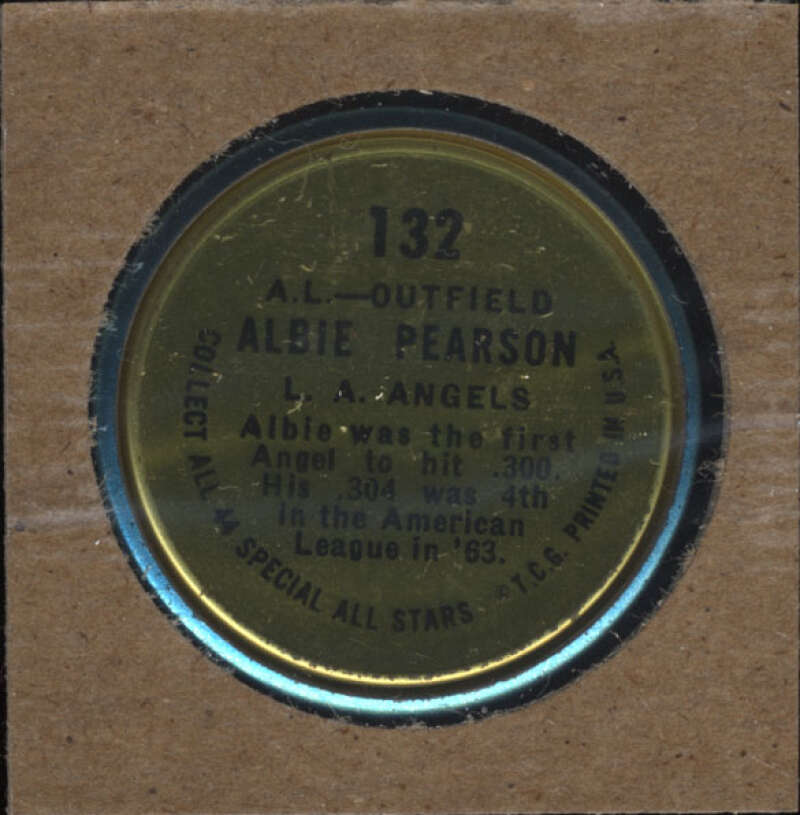 132
A.L.—OUTFIELD
ALBIE PEARSON
L. A. ANGELS
Albie was the first
Angel to hit .300.
His .304 was 4th
in the American
League in '63.
COLLECT ALL 44 SPECIAL ALL STARS
© T.C.G. PRINTED IN U.S.A.